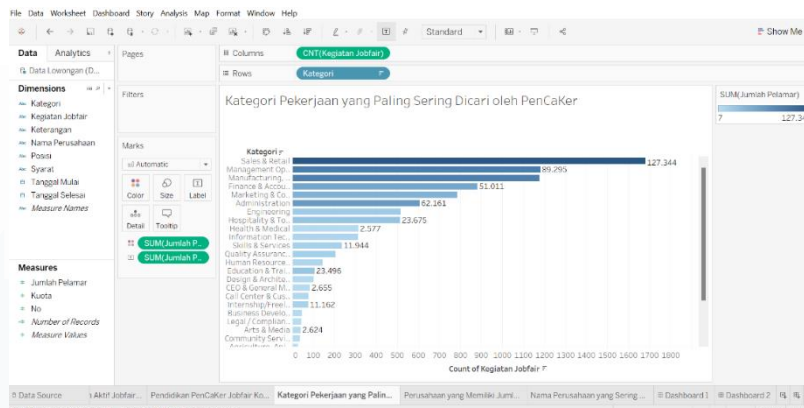 File Data Worksheet Dashboard Story Analysis Map Format Window Help
Standard
Show Me
Data Analytics
Data Lowongan (D...
Dimensions
Kategori
Kegiatan Jobfair
Keterangan
Nama Perusahaan
Posisi
Syarat
Tanggal Mulai
Tanggal Selesai
Measure Names
Measures
Jumlah Pelamar
Kuota
No
Number of Records
Measure Values
Pages
Filters
Marks
Automatic
Color Size Label
Detail Tooltip
SUM(Jumlah P..
SUM(Jumlah P..
Columns CNT(Kegiatan Jobfair)
Rows Kategori
Kategori Pekerjaan yang Paling Sering Dicari oleh PenCaKer
Kategori
Sales & Retail 127.344
Management Op.. 89.295
Manufacturing, ..
Finance & Accou.. 51.011
Marketing & Co..
Administration 62.161
Engineering
Hospitality & To.. 23.675
Health & Medical 2.577
Information Tec..
Skills & Services 11.944
Quality Assuranc..
Human Resource..
Education & Trai.. 23.496
Design & Archite..
CEO & General M.. 2.655
Call Center & Cus..
Internship/Freel.. 11.162
Business Develo..
Legal / Complian..
Arts & Media 2.624
Community Servi..
0 100 200 300 400 500 600 700 800 900 1000 1100 1200 1300 1400 1500 1600 1700 1800
Count of Kegiatan Jobfair
SUM(Jumlah Pelamar)
7 127.34
Data Source Aktif Jobfair... Pendidikan PenCaKer Jobfair Ko... Kategori Pekerjaan yang Palin... Perusahaan yang Memiliki Juml... Nama Perusahaan yang Sering ... Dashboard 1 Dashboard 2